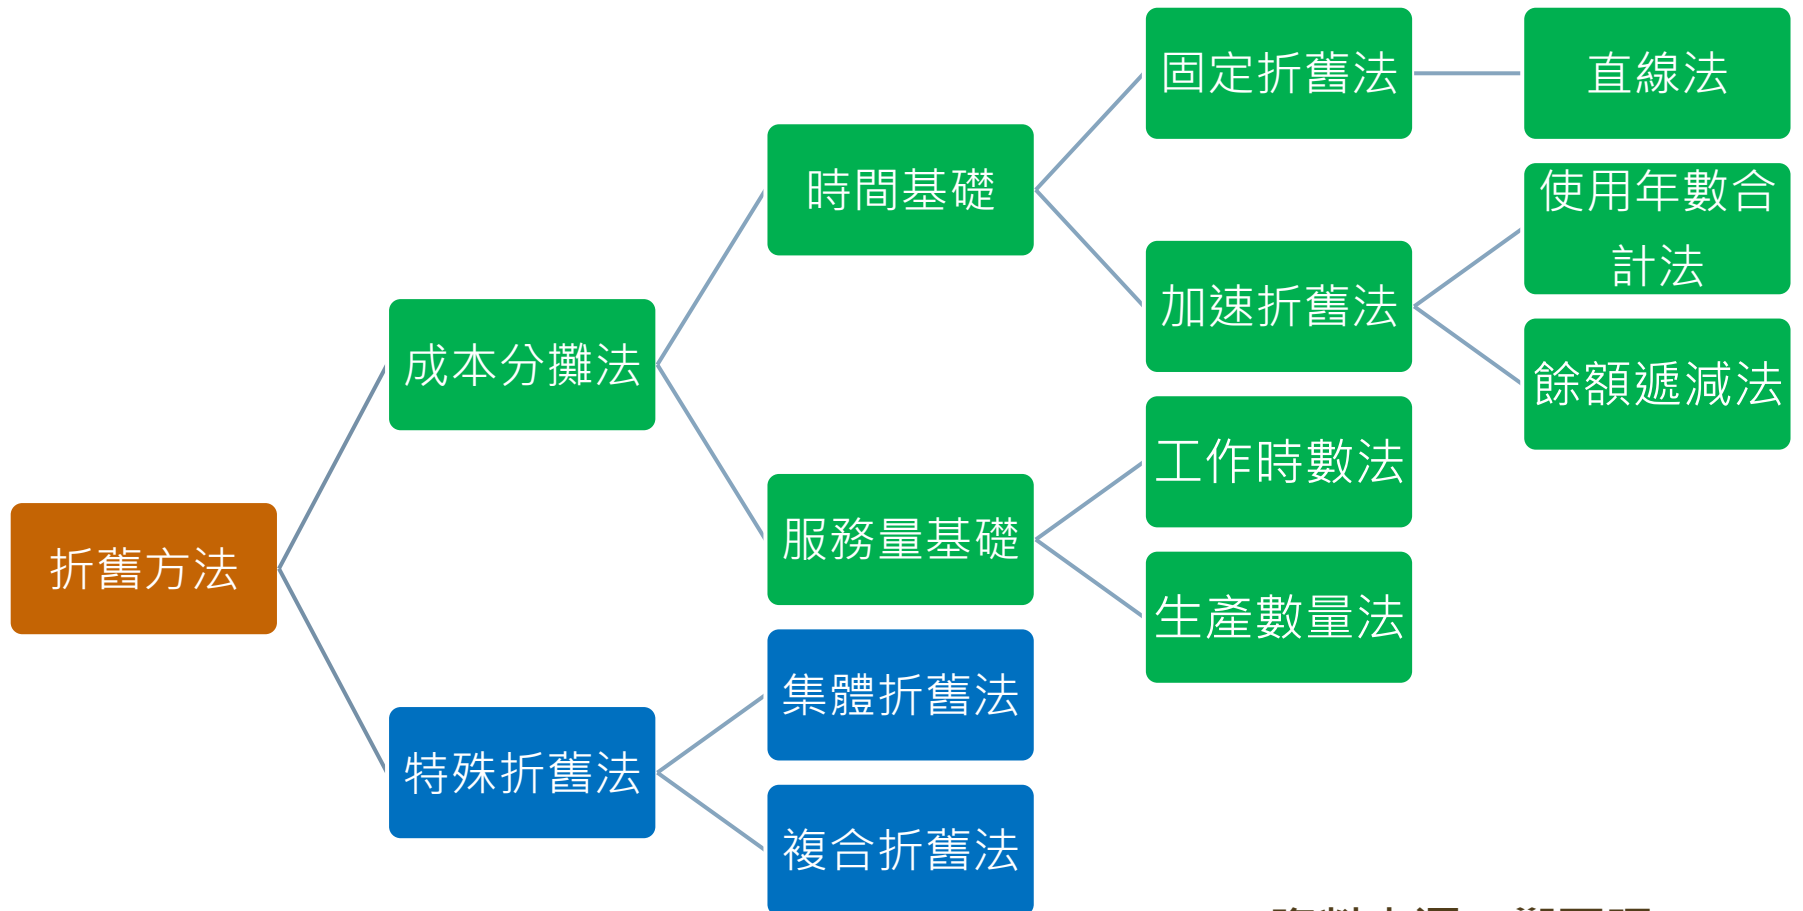 折舊方法
成本分攤法
時間基礎
固定折舊法
直線法
加速折舊法
使用年數合
計法
餘額遞減法
服務量基礎
工作時數法
生產數量法
特殊折舊法
集體折舊法
複合折舊法